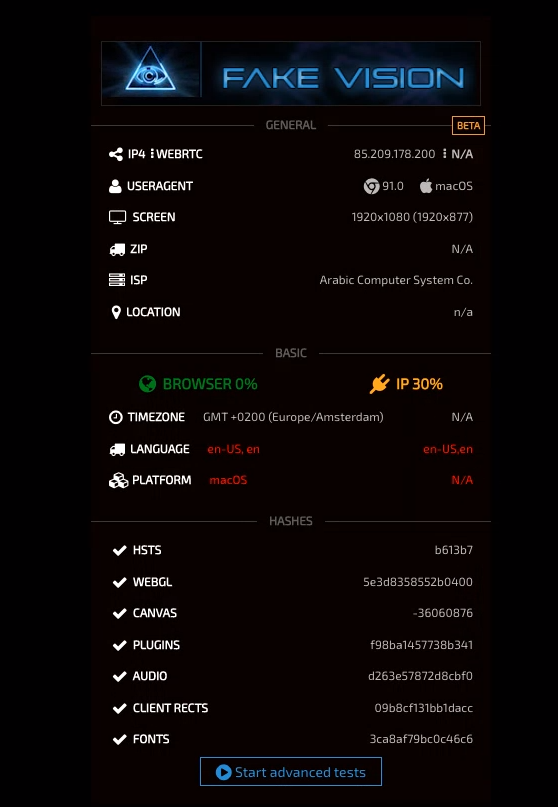 FAKE VISION
GENERAL
BETA
IP4 ⋮ WEBRTC 85.209.178.200 ⋮ N/A
USERAGENT 91.0 macOS
SCREEN 1920x1080 (1920x877)
ZIP N/A
ISP Arabic Computer System Co.
LOCATION n/a
BASIC
BROWSER 0% IP 30%
TIMEZONE GMT +0200 (Europe/Amsterdam) N/A
LANGUAGE en-US, en en-US,en
PLATFORM macOS N/A
HASHES
HSTS b613b7
WEBGL 5e3d8358552b0400
CANVAS -36060876
PLUGINS f98ba1457738b341
AUDIO d263e57872d8cbf0
CLIENT RECTS 09b8cf131bb1dacc
FONTS 3ca8af79bc0c46c6
Start advanced tests